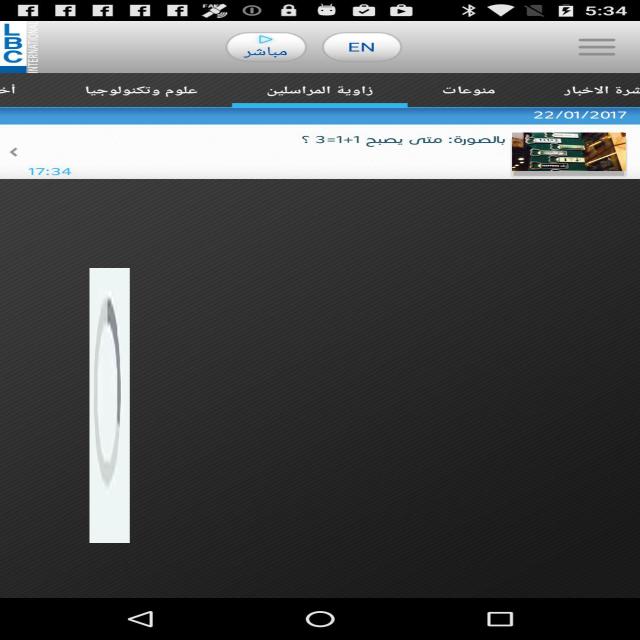 5:34
LBC
INTERNATIONAL
مباشر
EN
شرة الاخبار
منوعات
زاوية المراسلين
علوم وتكنولوجيا
أخ
22/01/2017
بالصورة: متى يصبح 1+1=3 ؟
17:34